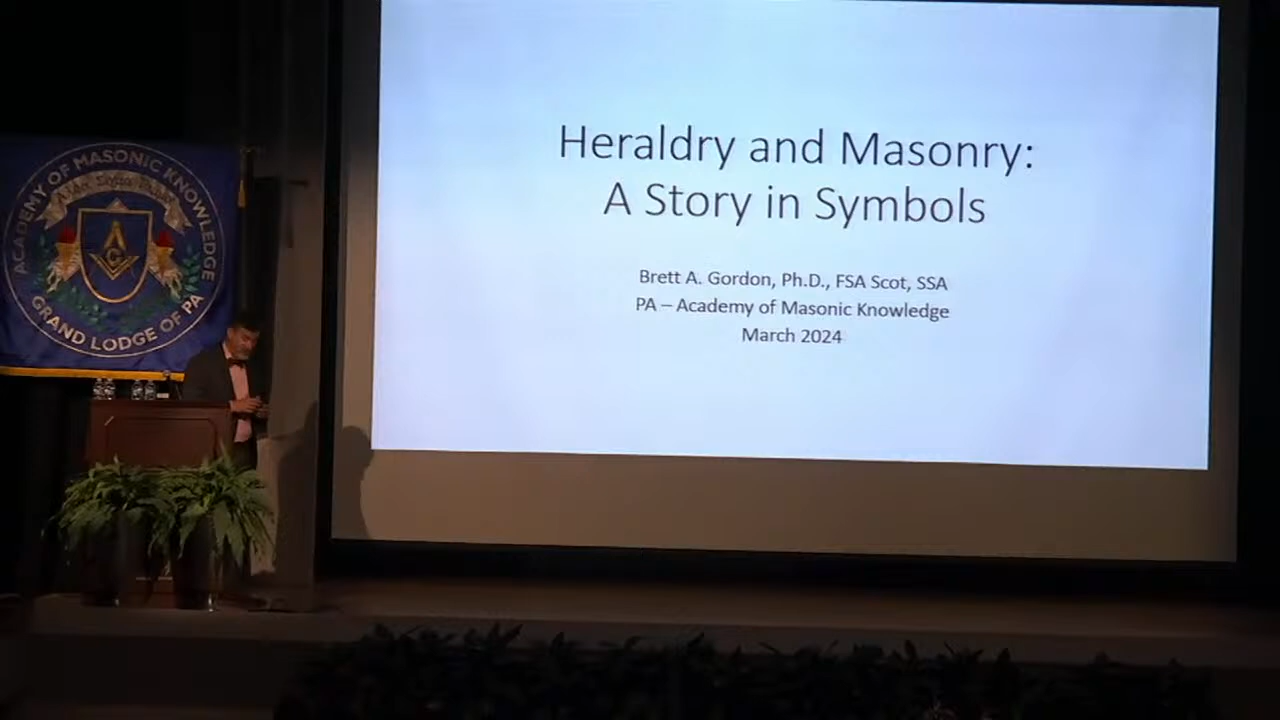 Heraldry and Masonry:
A Story in Symbols
Brett A. Gordon, Ph.D., FSA Scot, SSA
PA – Academy of Masonic Knowledge
March 2024
ACADEMY OF MASONIC KNOWLEDGE
G
GRAND LODGE OF PA